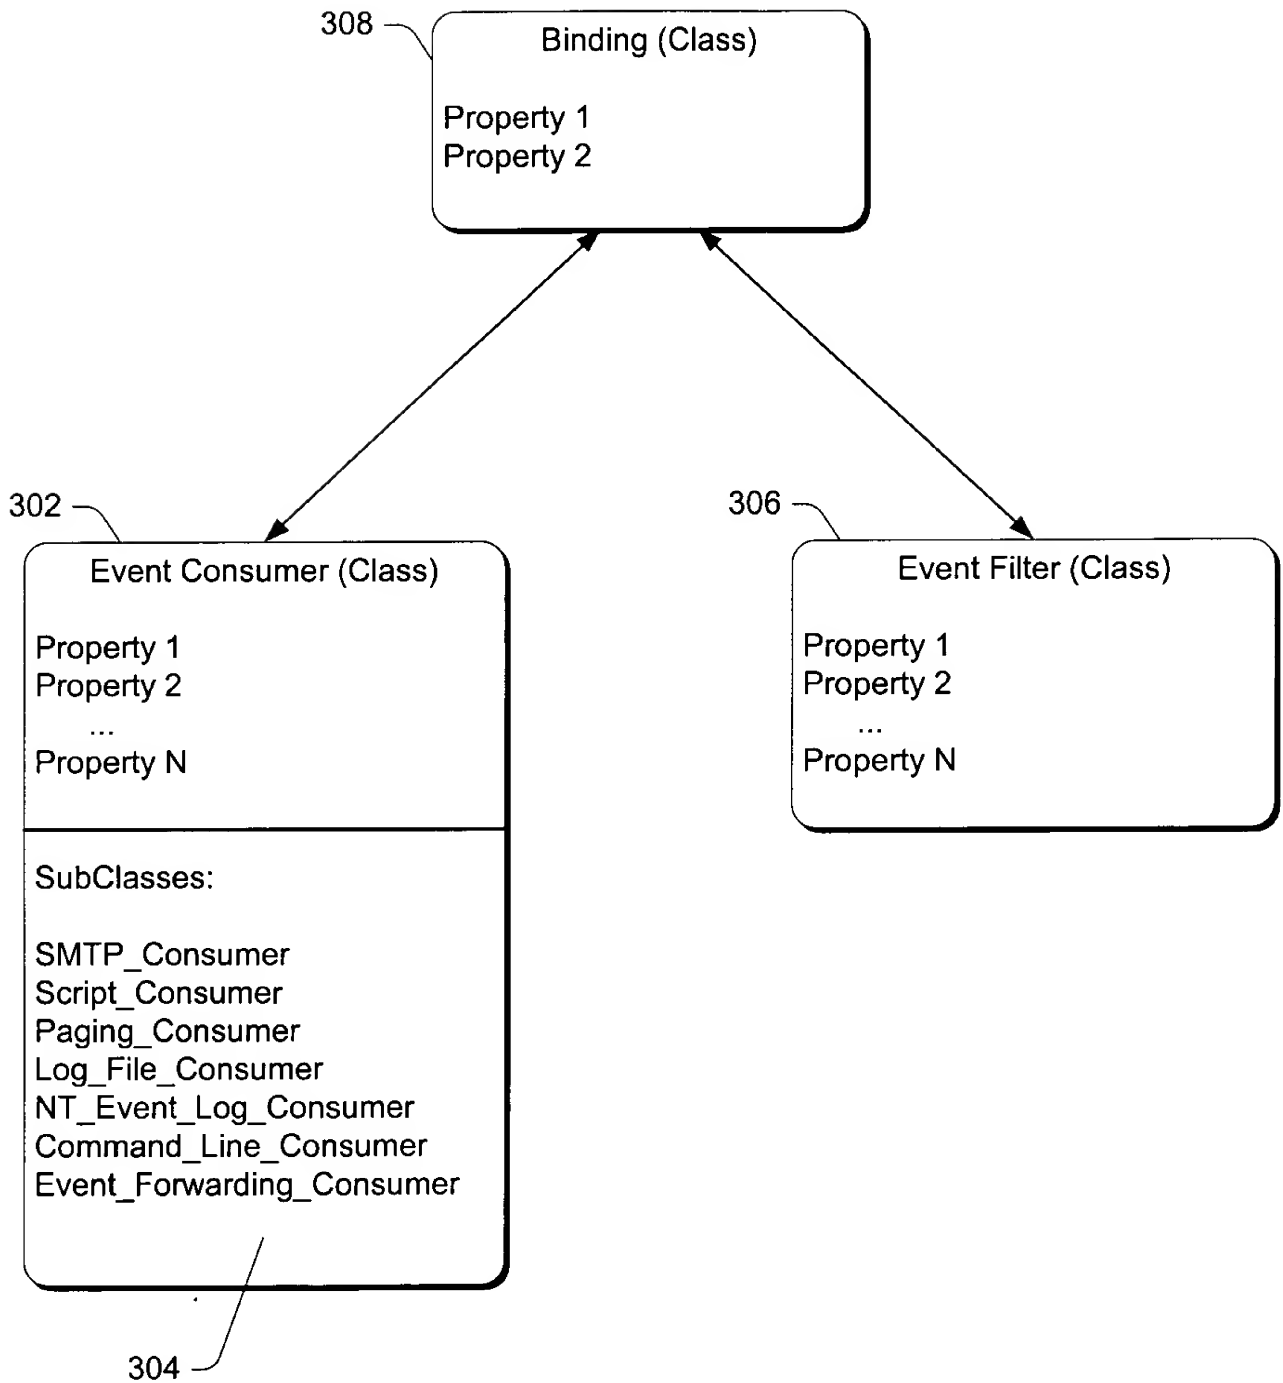 308
Binding (Class)
Property 1
Property 2
302
Event Consumer (Class)
Property 1
Property 2
...
Property N
SubClasses:
SMTP_Consumer
Script_Consumer
Paging_Consumer
Log_File_Consumer
NT_Event_Log_Consumer
Command_Line_Consumer
Event_Forwarding_Consumer
304
306
Event Filter (Class)
Property 1
Property 2
...
Property N